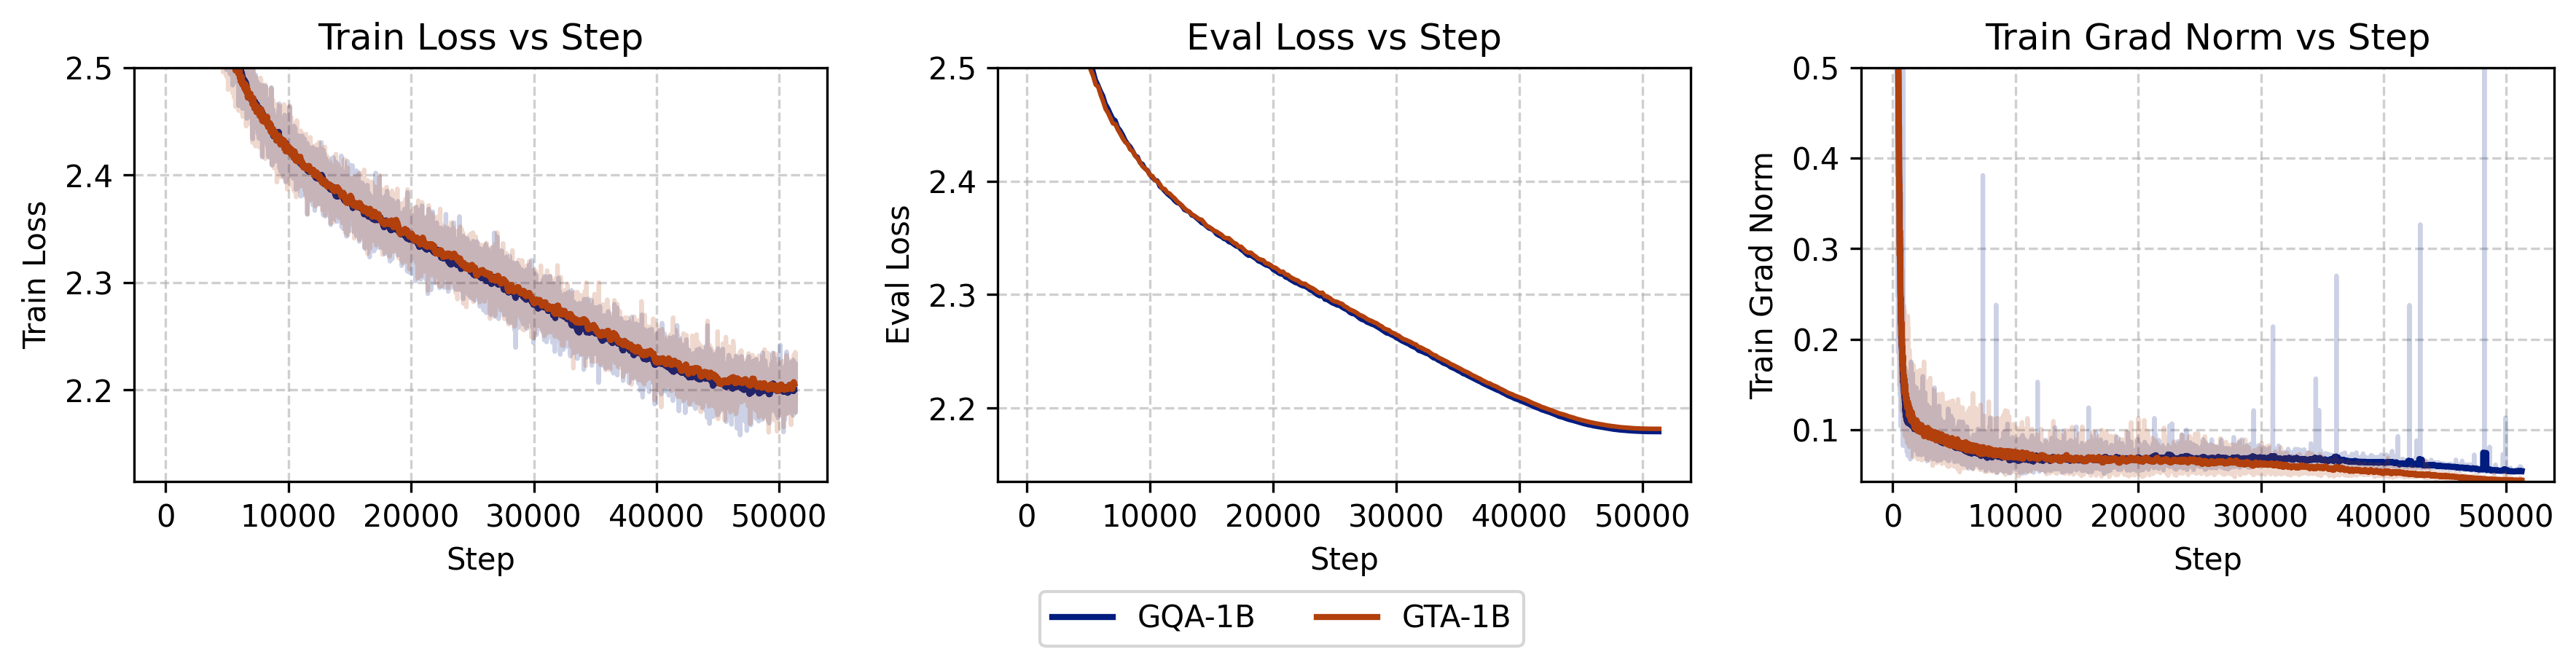 Train Loss vs Step
2.5
2.4
2.3
2.2
Train Loss
0 10000 20000 30000 40000 50000
Step
Eval Loss vs Step
2.5
2.4
2.3
2.2
Eval Loss
0 10000 20000 30000 40000 50000
Step
Train Grad Norm vs Step
0.5
0.4
0.3
0.2
0.1
Train Grad Norm
0 10000 20000 30000 40000 50000
Step
GQA-1B GTA-1B